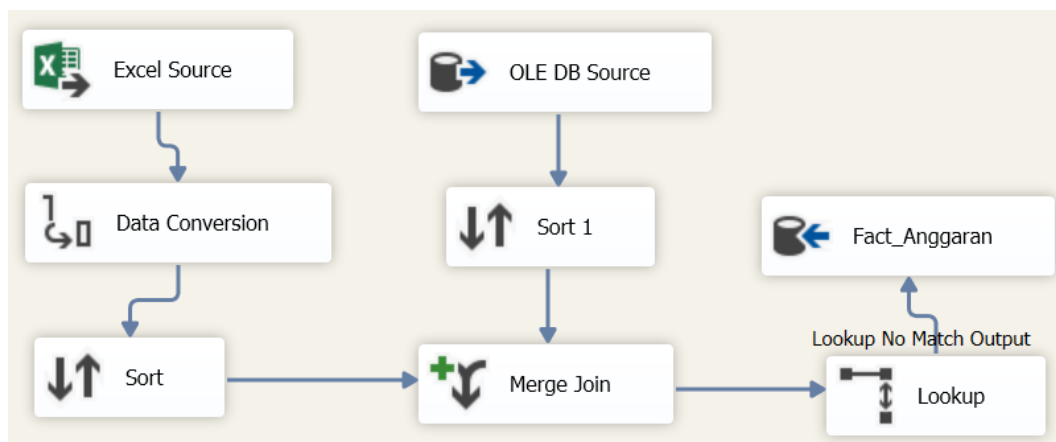 Excel Source
OLE DB Source
Data Conversion
Sort 1
Fact_Anggaran
Lookup No Match Output
Sort
Merge Join
Lookup